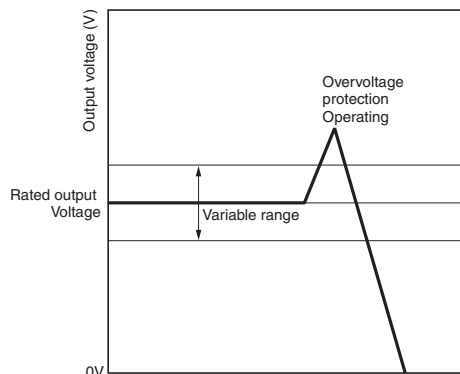 Output voltage (V)
Overvoltage
protection
Operating
Rated output
Voltage
Variable range
0V